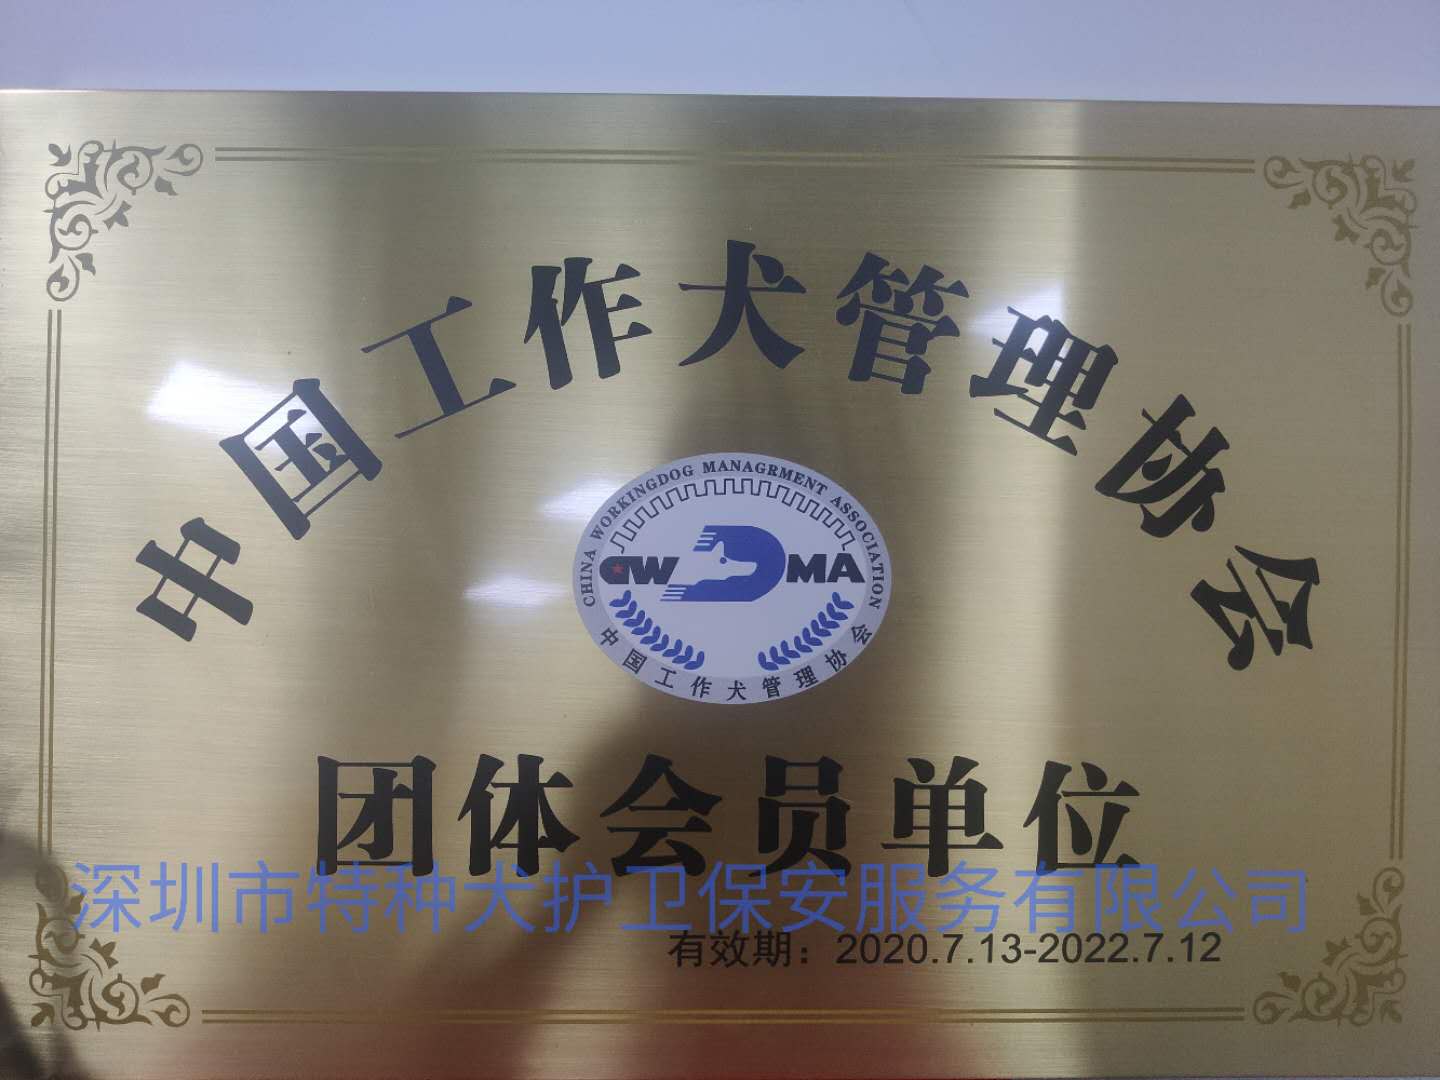 中国工作犬管理协会
CHINA WORKINGDOG MANAGRMENT ASSOCIATION
CWDMA
中国工作犬管理协会
团体会员单位
深圳市特种犬护卫保安服务有限公司
有效期：2020.7.13-2022.7.12